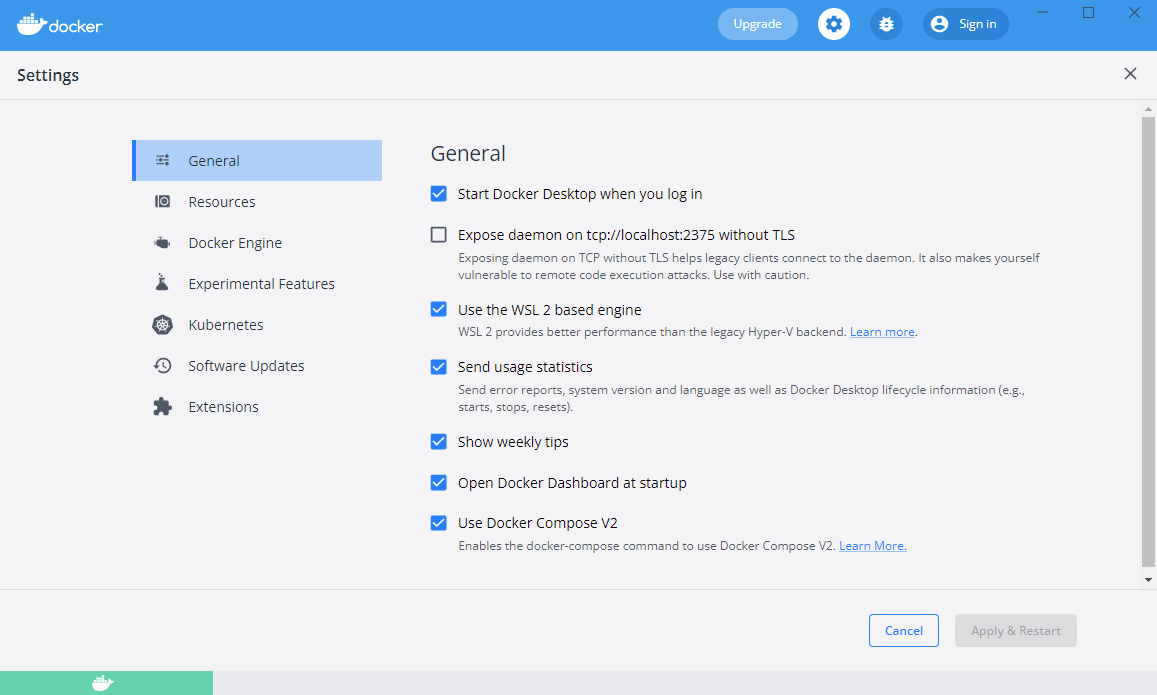 docker
Upgrade
Sign in
Settings
General
Resources
Docker Engine
Experimental Features
Kubernetes
Software Updates
Extensions
General
Start Docker Desktop when you log in
Expose daemon on tcp://localhost:2375 without TLS
Exposing daemon on TCP without TLS helps legacy clients connect to the daemon. It also makes yourself
vulnerable to remote code execution attacks. Use with caution.
Use the WSL 2 based engine
WSL 2 provides better performance than the legacy Hyper-V backend. Learn more.
Send usage statistics
Send error reports, system version and language as well as Docker Desktop lifecycle information (e.g.,
starts, stops, resets).
Show weekly tips
Open Docker Dashboard at startup
Use Docker Compose V2
Enables the docker-compose command to use Docker Compose V2. Learn More.
Cancel
Apply & Restart